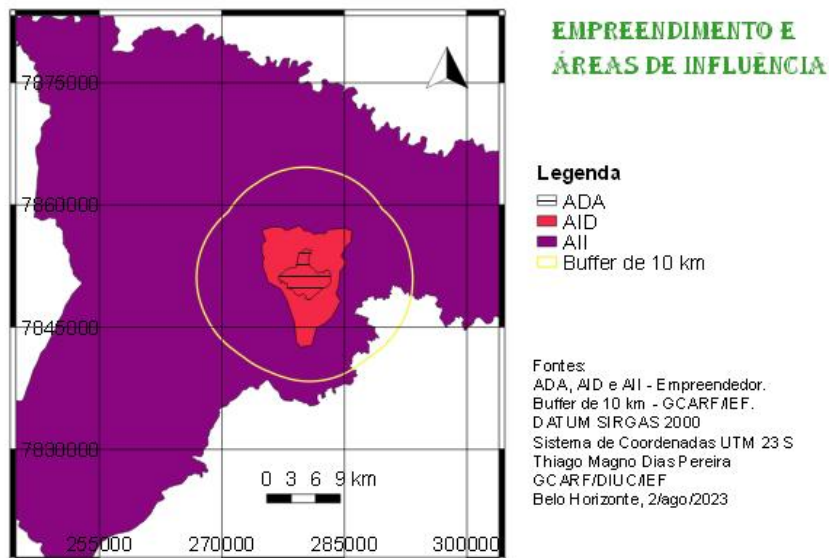 EMPREENDIMENTO E
ÁREAS DE INFLUÊNCIA
7875000
7860000
7845000
7830000
255000 270000 285000 300000
0 3 6 9 km
Legenda
ADA
AID
AII
Buffer de 10 km
Fontes:
ADA, AID e AII - Empreendedor.
Buffer de 10 km - GCARF/IEF.
DATUM SIRGAS 2000
Sistema de Coordenadas UTM 23 S
Thiago Magno Dias Pereira
GCARF/DIUC/IEF
Belo Horizonte, 2/ago/2023